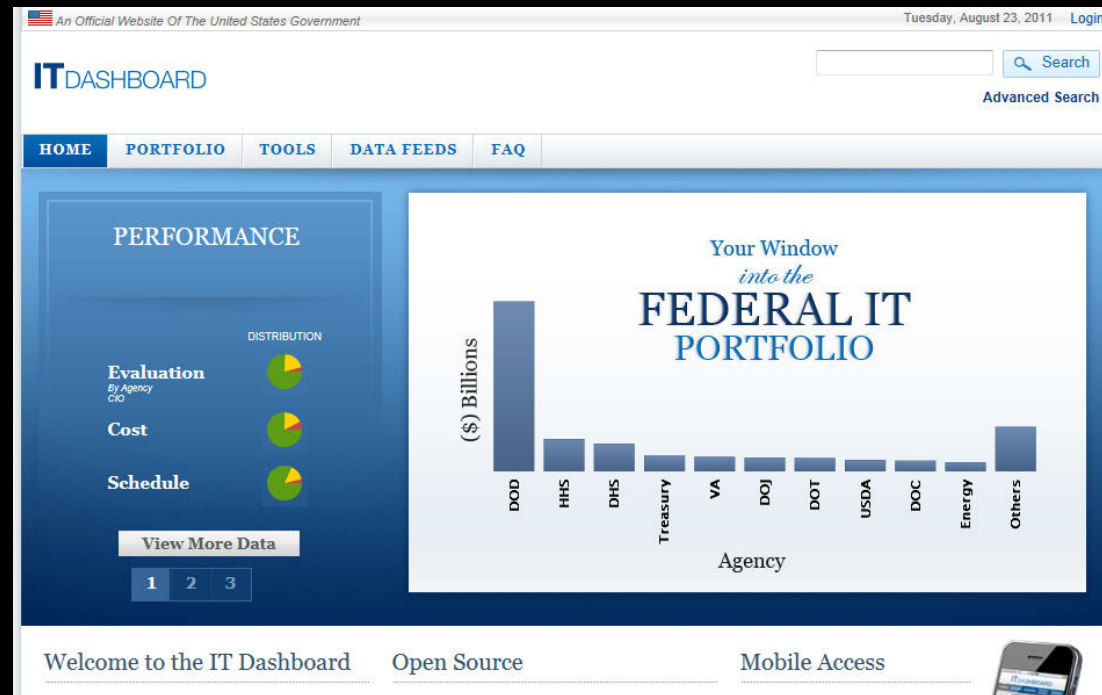 An Official Website Of The United States Government
Tuesday, August 23, 2011 Login
ITDASHBOARD
Search
Advanced Search
HOME PORTFOLIO TOOLS DATA FEEDS FAQ
PERFORMANCE
DISTRIBUTION
Evaluation
By Agency
CIO
Cost
Schedule
View More Data
1 2 3
Your Window
into the
FEDERAL IT
PORTFOLIO
($) Billions
DOD HHS DHS Treasury VA DOJ DOT USDA DOC Energy Others
Agency
Welcome to the IT Dashboard
Open Source
Mobile Access
ITDASHBOARD